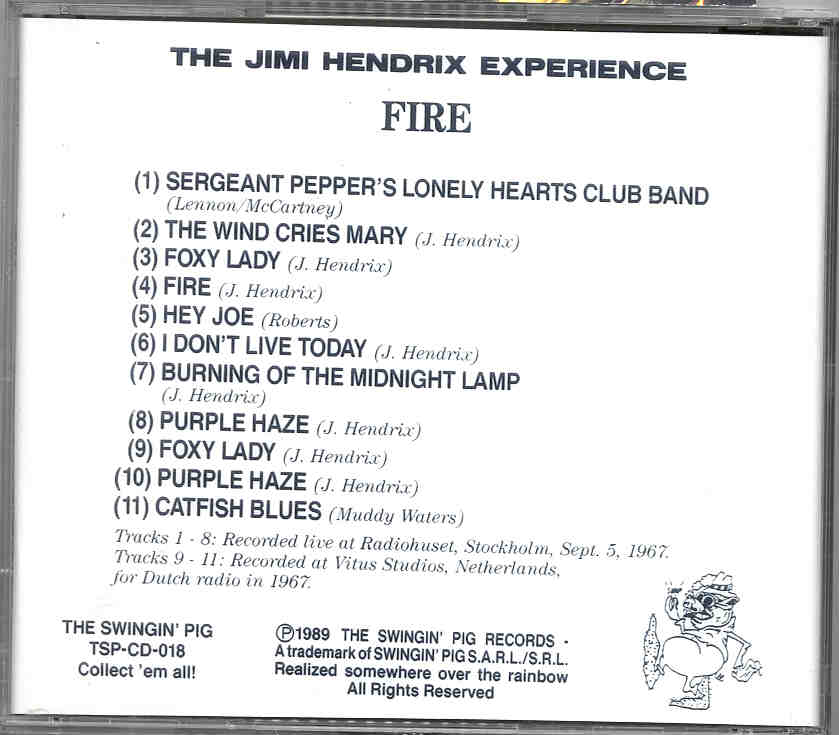 THE JIMI HENDRIX EXPERIENCE
FIRE
(1) SERGEANT PEPPER'S LONELY HEARTS CLUB BAND
(Lennon/McCartney)
(2) THE WIND CRIES MARY (J. Hendrix)
(3) FOXY LADY (J. Hendrix)
(4) FIRE (J. Hendrix)
(5) HEY JOE (Roberts)
(6) I DON'T LIVE TODAY (J. Hendrix)
(7) BURNING OF THE MIDNIGHT LAMP
(J. Hendrix)
(8) PURPLE HAZE (J. Hendrix)
(9) FOXY LADY (J. Hendrix)
(10) PURPLE HAZE (J. Hendrix)
(11) CATFISH BLUES (Muddy Waters)
Tracks 1 - 8: Recorded live at Radiohuset, Stockholm, Sept. 5, 1967.
Tracks 9 - 11: Recorded at Vitus Studios, Netherlands,
for Dutch radio in 1967.
THE SWINGIN' PIG
TSP-CD-018
Collect 'em all!
Ⓟ1989 THE SWINGIN' PIG RECORDS -
A trademark of SWINGIN' PIG S.A.R.L./S.R.L.
Realized somewhere over the rainbow
All Rights Reserved